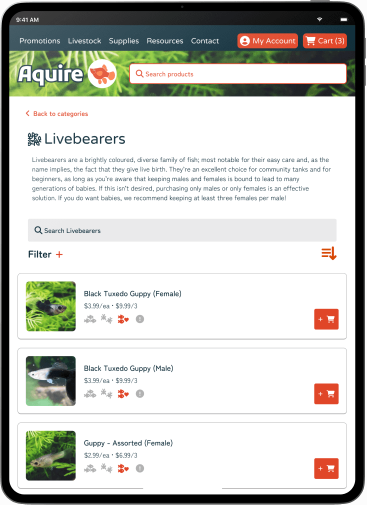 9:41 AM
Promotions Livestock Supplies Resources Contact My Account Cart (3)
Aquire
Search products
Back to categories
Livebearers
Livebearers are a brightly coloured, diverse family of fish; most notable for their easy care and, as the
name implies, the fact that they give live birth. They're an excellent choice for community tanks and for
beginners, as long as you're aware that keeping males and females is bound to lead to many
generations of babies. If this isn't desired, purchasing only males or only females is an effective
solution. If you do want babies, we recommend keeping at least three females per male!
Search Livebearers
Filter +
Black Tuxedo Guppy (Female)
$3.99/ea • $9.99/3
+
Black Tuxedo Guppy (Male)
$3.99/ea • $9.99/3
+
Guppy - Assorted (Female)
$2.99/ea • $6.99/3
+